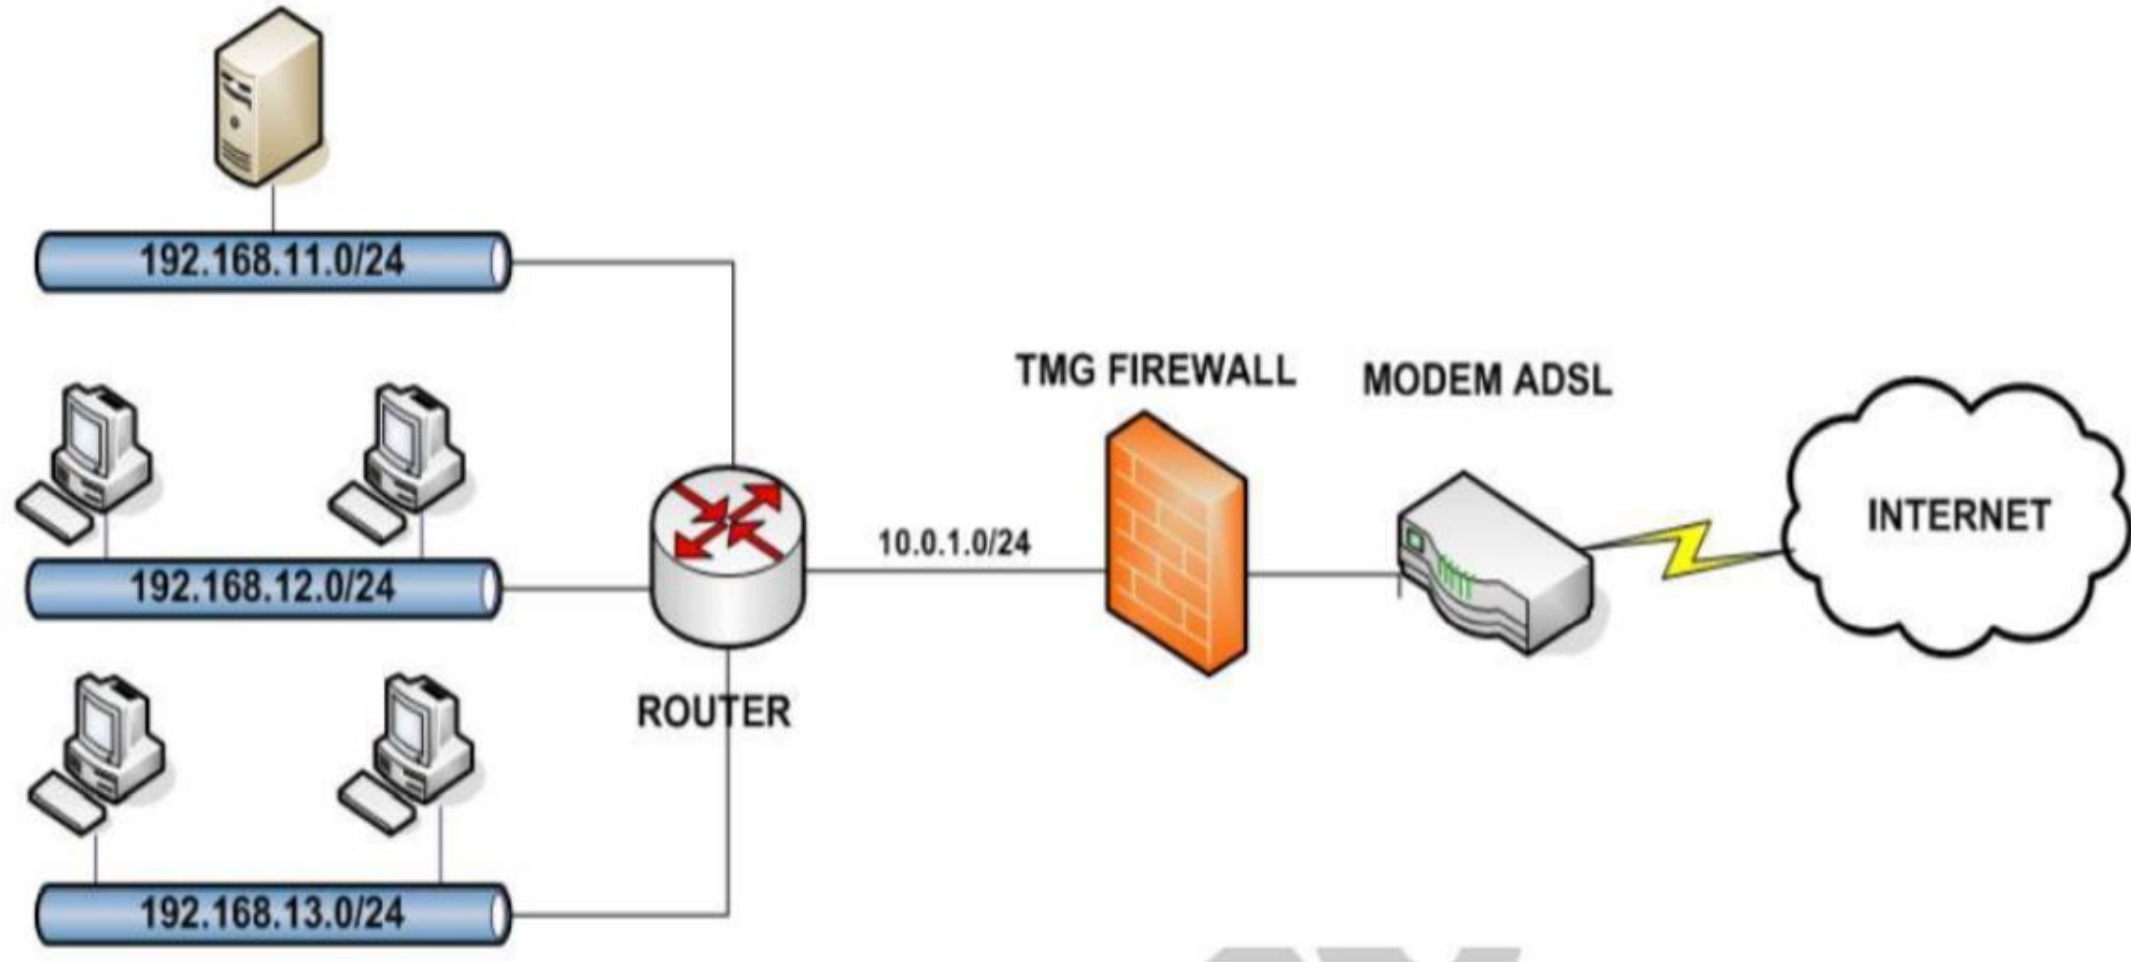 192.168.11.0/24
TMG FIREWALL
MODEM ADSL
INTERNET
10.0.1.0/24
192.168.12.0/24
ROUTER
192.168.13.0/24